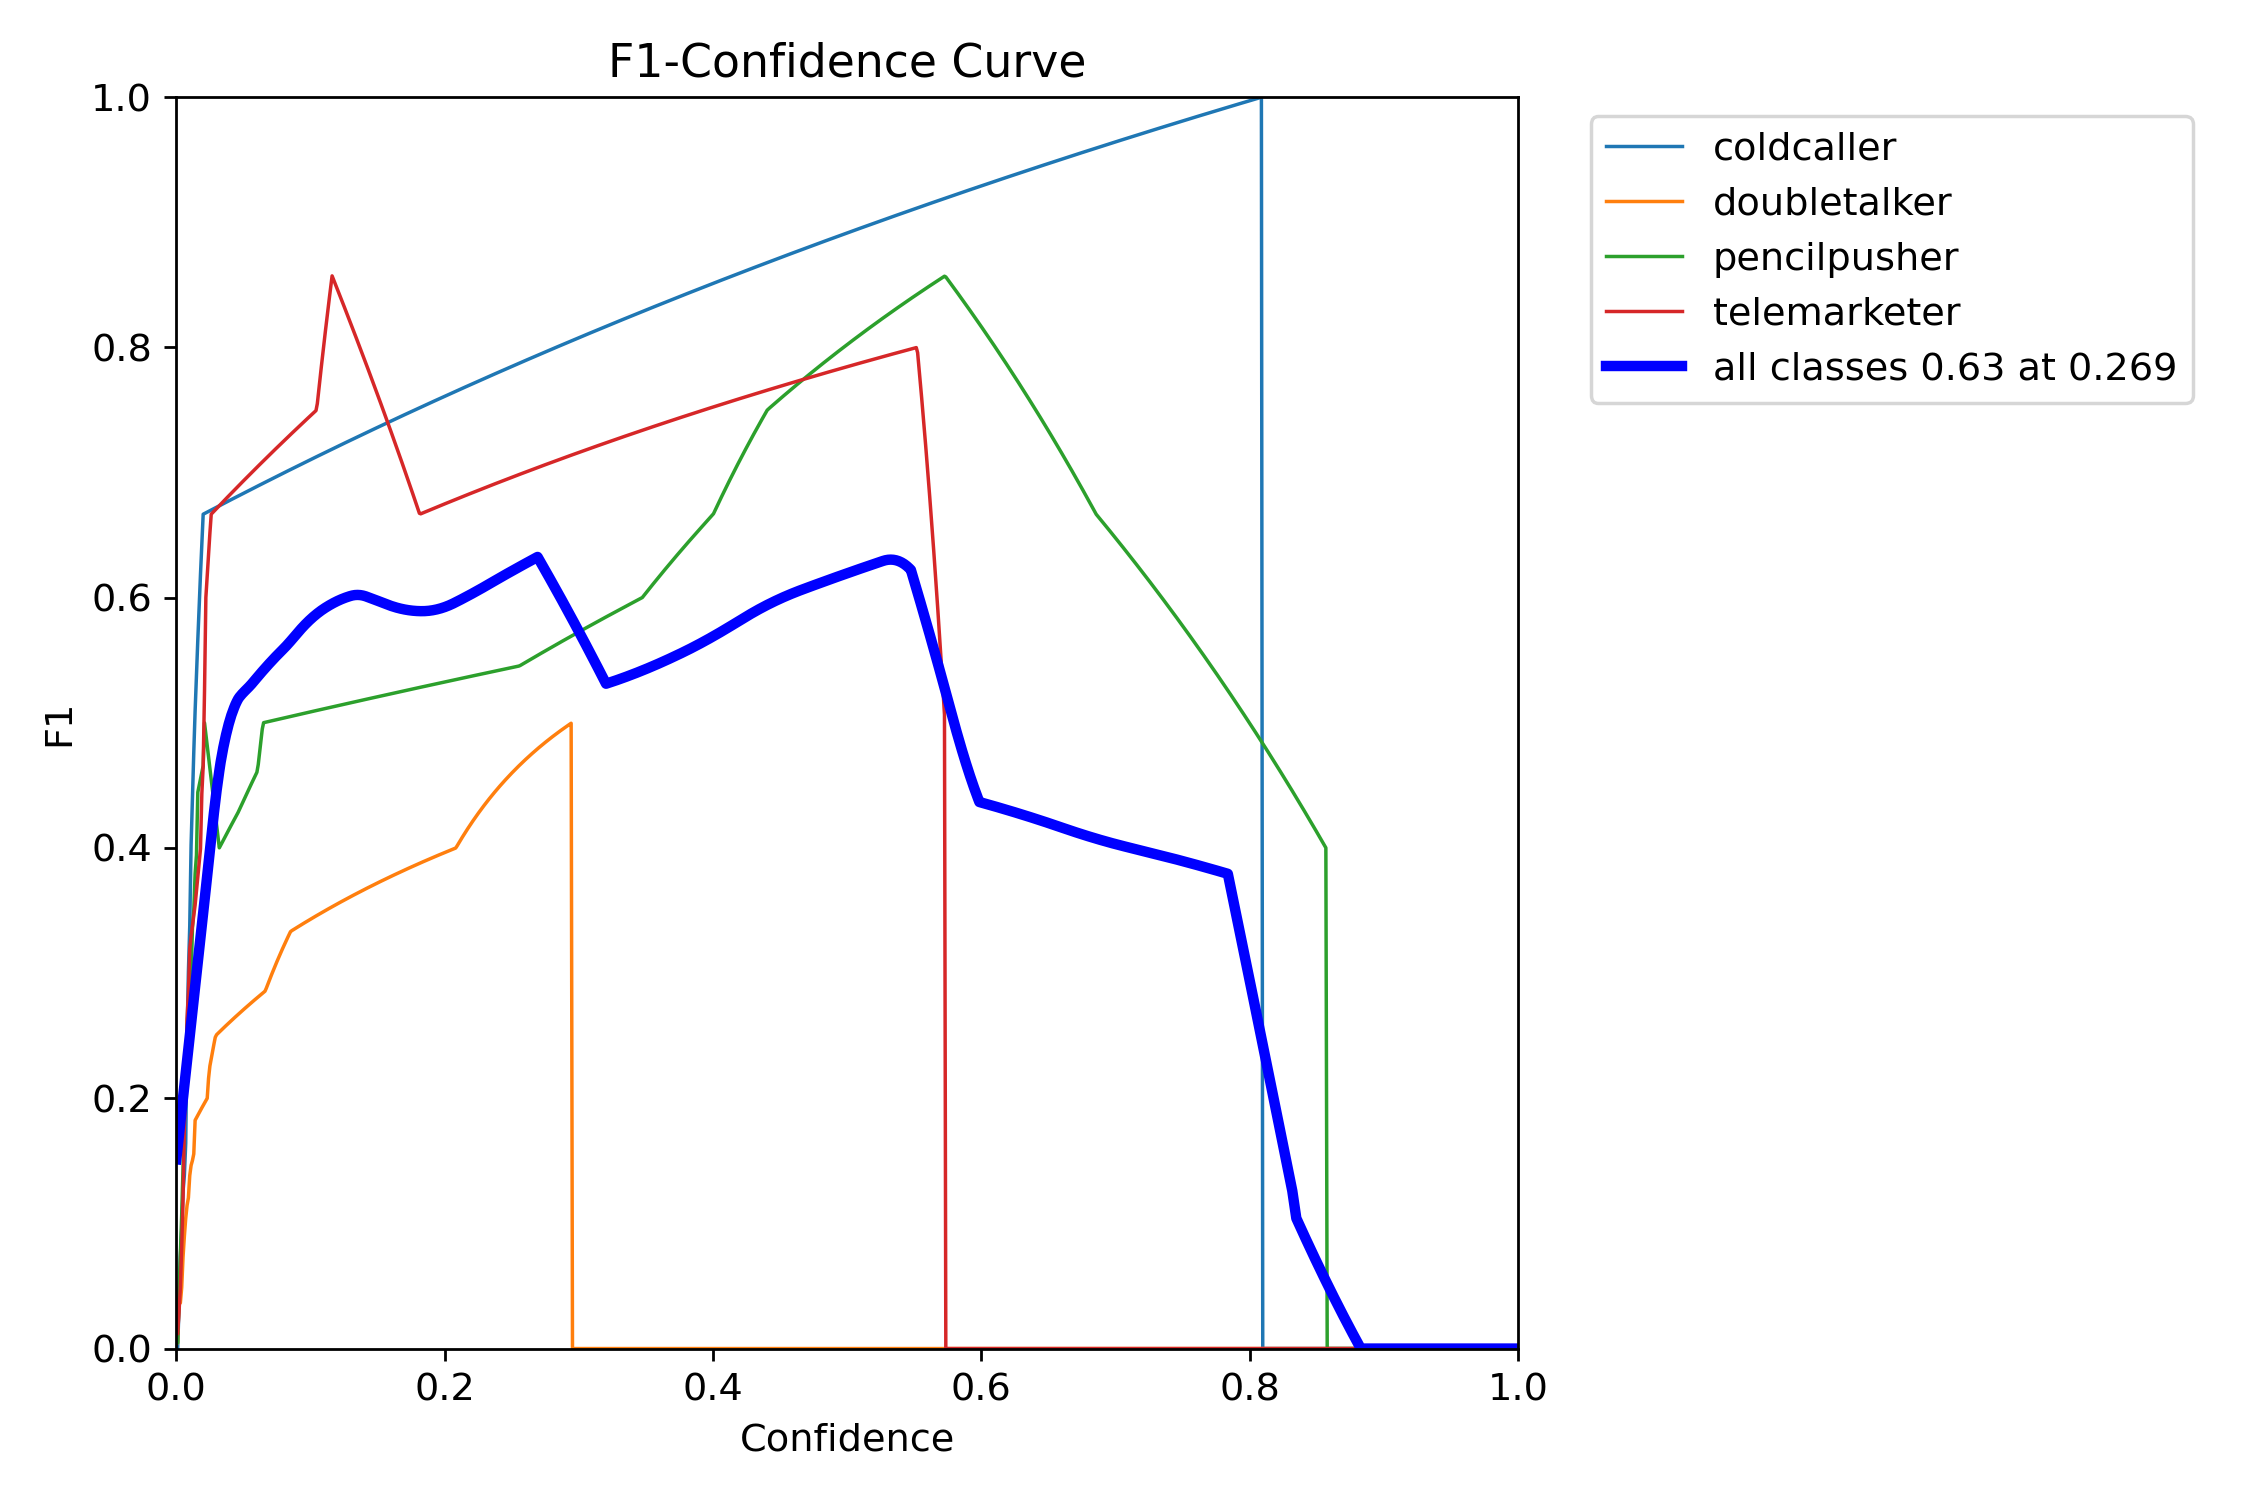 F1-Confidence Curve
1.0
0.8
0.6
0.4
0.2
0.0
F1
0.0 0.2 0.4 0.6 0.8 1.0
Confidence
coldcaller
doubletalker
pencilpusher
telemarketer
all classes 0.63 at 0.269